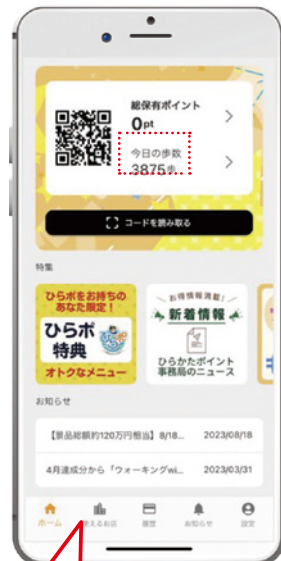 総保有ポイント
0pt
今日の歩数
3875歩
コードを読み取る
特集
ひらポをお持ちの
あなた限定！
ひらポ
特典
オトクなメニュー
お得情報満載！
新着情報
ひらかたポイント
事務局のニュース
お知らせ
【景品総額約120万円相当】8/18... 2023/08/18
4月達成分から「ウォーキングwi... 2023/03/31
ホーム 使えるお店 履歴 お知らせ 設定